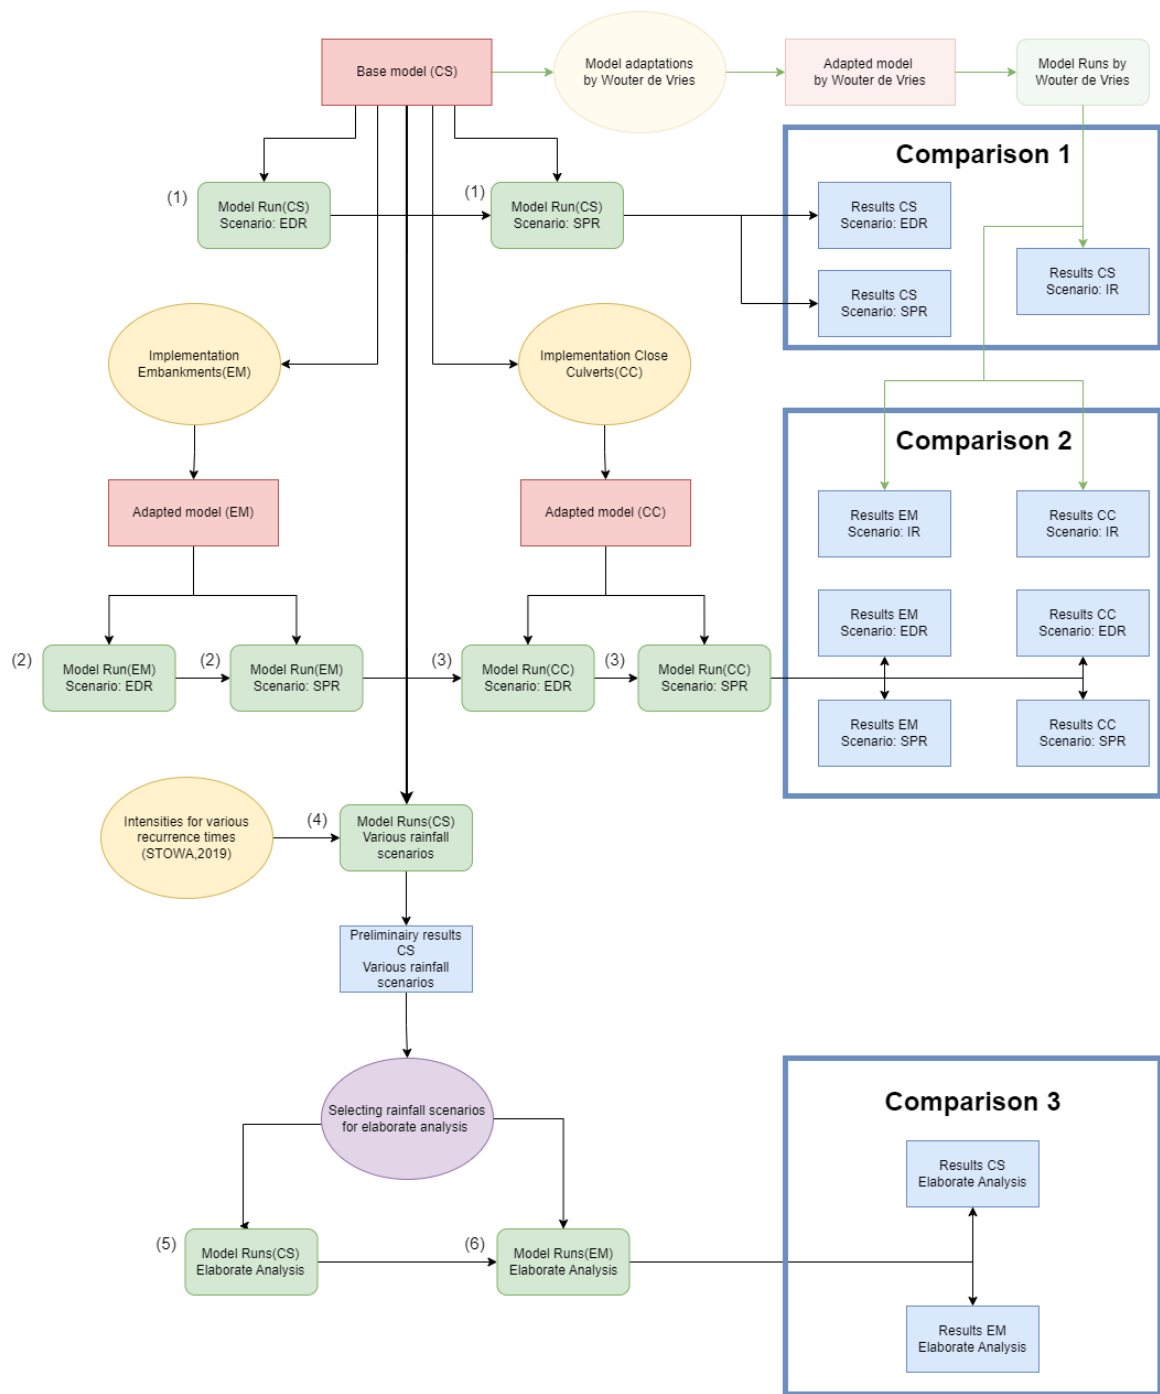 Base model (CS)
Model adaptations
by Wouter de Vries
Adapted model
by Wouter de Vries
Model Runs by
Wouter de Vries
Comparison 1
(1)
Model Run(CS)
Scenario: EDR
(1)
Model Run(CS)
Scenario: SPR
Results CS
Scenario: EDR
Results CS
Scenario: IR
Results CS
Scenario: SPR
Implementation
Embankments(EM)
Implementation Close
Culverts(CC)
Comparison 2
Adapted model (EM)
Adapted model (CC)
Results EM
Scenario: IR
Results CC
Scenario: IR
Results EM
Scenario: EDR
Results CC
Scenario: EDR
(2)
Model Run(EM)
Scenario: EDR
(2)
Model Run(EM)
Scenario: SPR
(3)
Model Run(CC)
Scenario: EDR
(3)
Model Run(CC)
Scenario: SPR
Results EM
Scenario: SPR
Results CC
Scenario: SPR
Intensities for various
recurrence times
(STOWA,2019)
(4)
Model Runs(CS)
Various rainfall
scenarios
Preliminairy results
CS
Various rainfall
scenarios
Selecting rainfall scenarios
for elaborate analysis
Comparison 3
Results CS
Elaborate Analysis
(5)
Model Runs(CS)
Elaborate Analysis
(6)
Model Runs(EM)
Elaborate Analysis
Results EM
Elaborate Analysis